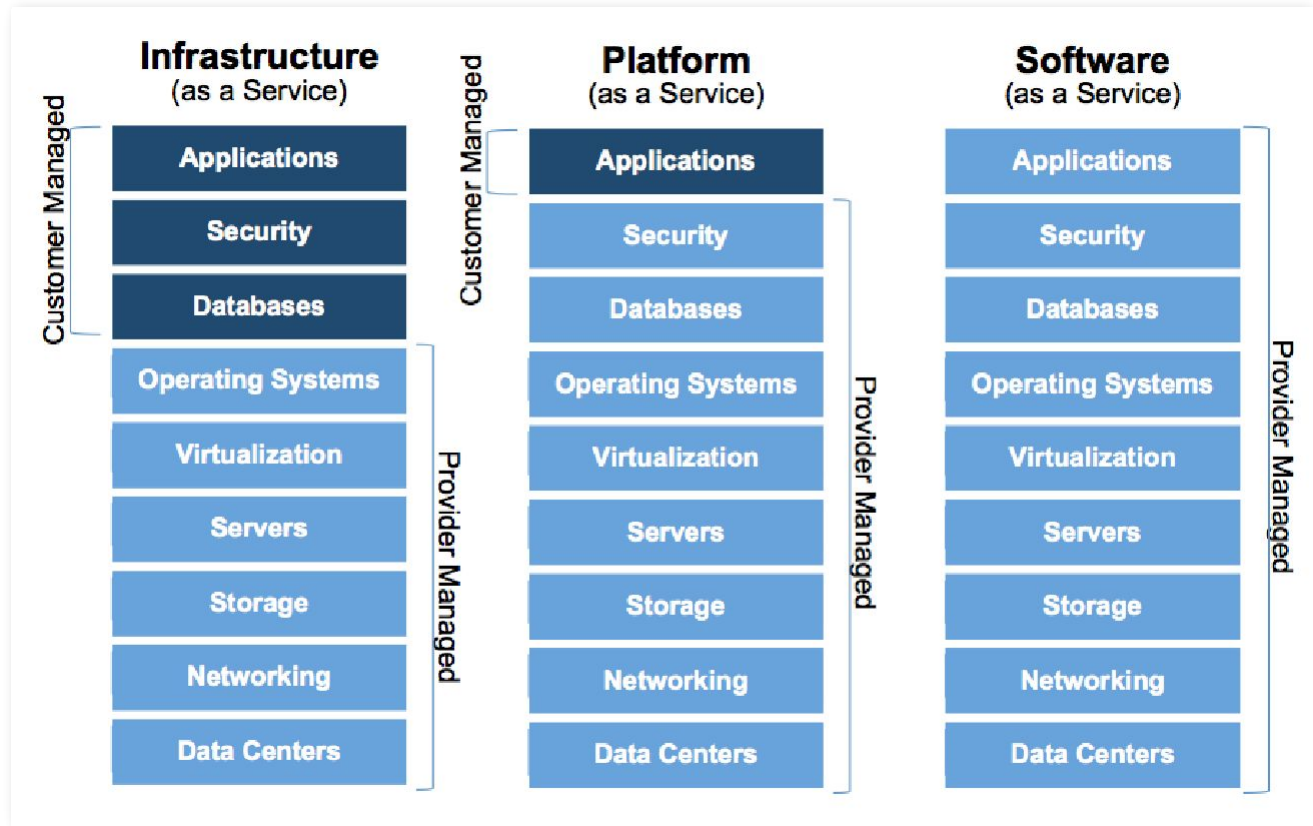 Infrastructure
(as a Service)
Customer Managed
Applications
Security
Databases
Operating Systems
Virtualization
Servers
Storage
Networking
Data Centers
Provider Managed
Platform
(as a Service)
Customer Managed
Applications
Security
Databases
Operating Systems
Virtualization
Servers
Storage
Networking
Data Centers
Provider Managed
Software
(as a Service)
Applications
Security
Databases
Operating Systems
Virtualization
Servers
Storage
Networking
Data Centers
Provider Managed